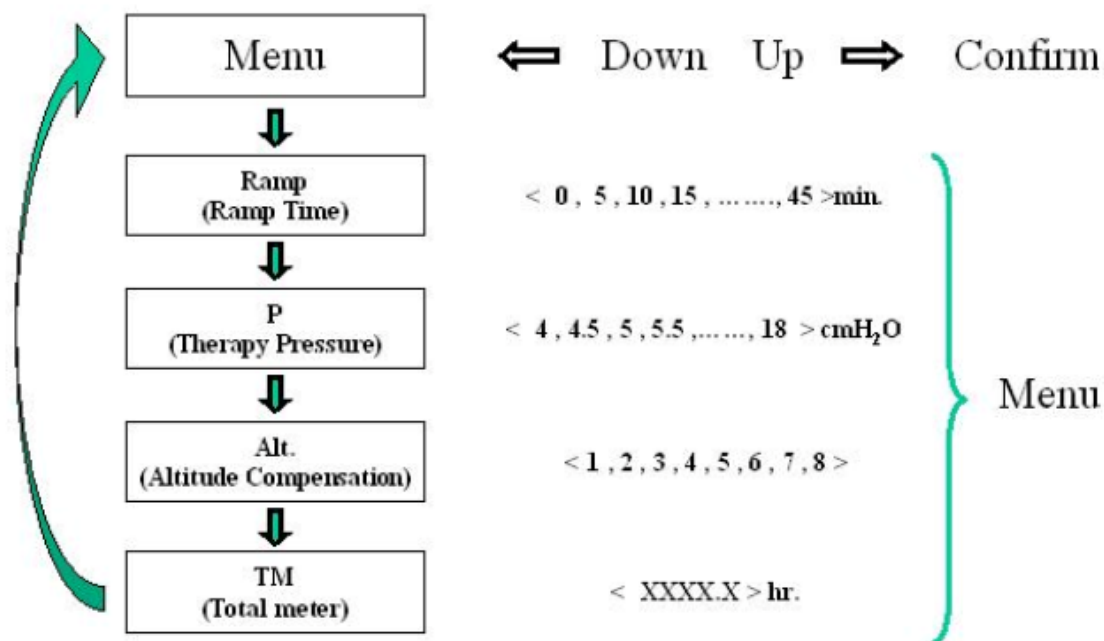 Menu
Down Up Confirm
Ramp
(Ramp Time)
< 0 , 5 , 10 ,15 , ... ...., 45 >min.
P
(Therapy Pressure)
< 4 , 4.5 , 5 , 5.5 ,... ..., 18 > cmH₂O
Menu
Alt.
(Altitude Compensation)
< 1 , 2 , 3 , 4 , 5 , 6 , 7 , 8 >
TM
(Total meter)
< XXXX.X > hr.